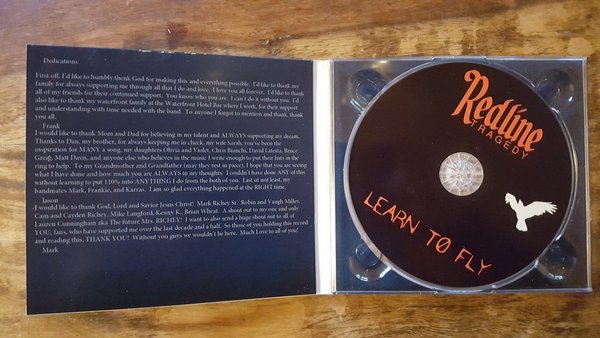 Dedications
First off. I'd like to humbly thenk God for making this and everything possible. I'd like to thank my
family for always supporting me through all that I do and love. I love you all forever. I'd like to thank
all of my friends for their continued support. You know who you are. I can't do it without you. I'd
also like to thank my waterfront family at the Waterfront Hotel Bar where I work, for their support
and understanding with time needed with the band. To anyone I forgot to mention and thank, thank
you all.
Frank
I would like to thank Mom and Dad for believing in my talent and ALWAYS supporting my dream.
Thanks to Dan, my brother, for always keeping me in check, my wife Sarah, you've been the
inspiration for MANY a song, my daughters Olivia and Violet, Chris Bianchi, David Latesta, Bruce
Greig, Matt Davis, and anyone else who believes in the music I write enough to put their hats in the
ring to help. To my Grandmother and Grandfather (may they rest in piece), I hope that you are seeing
what I have done and how much you are ALWAYS in my thoughts. I couldn't have done ANY of this
without learning to put 110% into ANYTHING I do from the both of you. Last not at least, my
bandmates Mark, Frankie, and Karras. I am so glad everything happened at the RIGHT time.
Jason
I would like to thank God, Lord and Savior Jesus Christ! Mark Richey Sr. Robin and Vaugh Miller.
Cam and Cayden Richey, Mike Langford, Kenny K., Brian Wheat. A shout out to my one and only
Lauren Cunningham aka The future Mrs. RICHEY! I want to also send a huge shout out to all of
YOU, fans, who have supported me over the last decade and a half. So those of you holding this record
and reading this, THANK YOU! Without you guys we wouldn't be here. Much Love to all of you!
Mark
Redline
TRAGEDY
LEARN TØ FLY